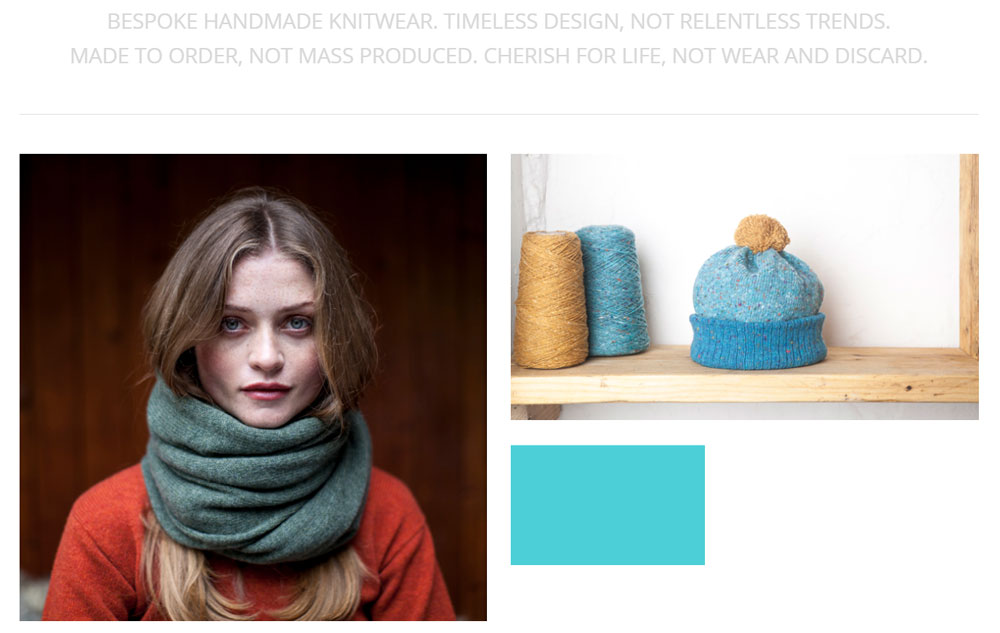 BESPOKE HANDMADE KNITWEAR. TIMELESS DESIGN, NOT RELENTLESS TRENDS.
MADE TO ORDER, NOT MASS PRODUCED. CHERISH FOR LIFE, NOT WEAR AND DISCARD.